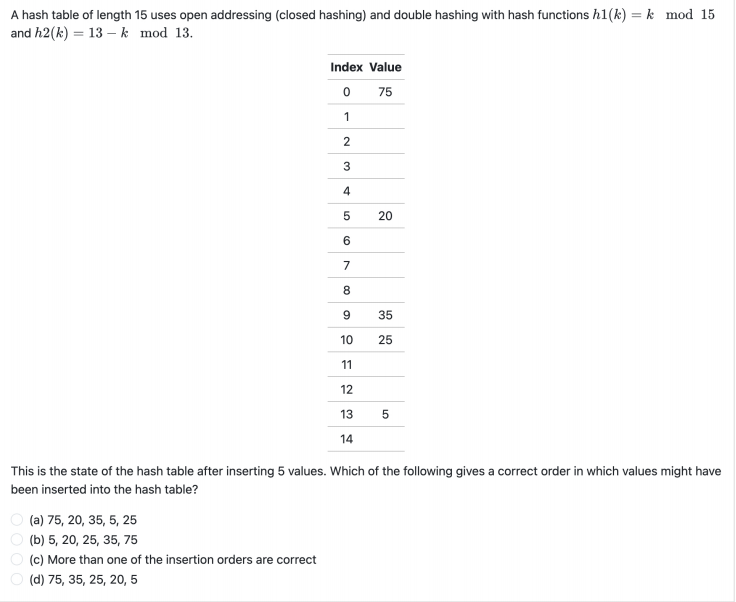 A hash table of length 15 uses open addressing (closed hashing) and double hashing with hash functions h1(k) = k mod 15
and h2(k) = 13 − k mod 13.
Index Value
0 75
1
2
3
4
5 20
6
7
8
9 35
10 25
11
12
13 5
14
This is the state of the hash table after inserting 5 values. Which of the following gives a correct order in which values might have
been inserted into the hash table?
(a) 75, 20, 35, 5, 25
(b) 5, 20, 25, 35, 75
(c) More than one of the insertion orders are correct
(d) 75, 35, 25, 20, 5